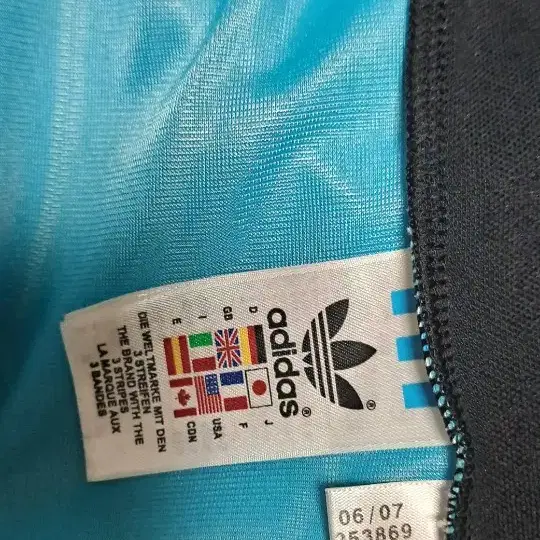 ®
adidas®
D J
GB F
I USA
E CDN
DIE WELTMARKE MIT DEN
3 STREIFEN
THE BRAND WITH THE
3 STRIPES
LA MARQUE AUX
3 BANDES
06/07